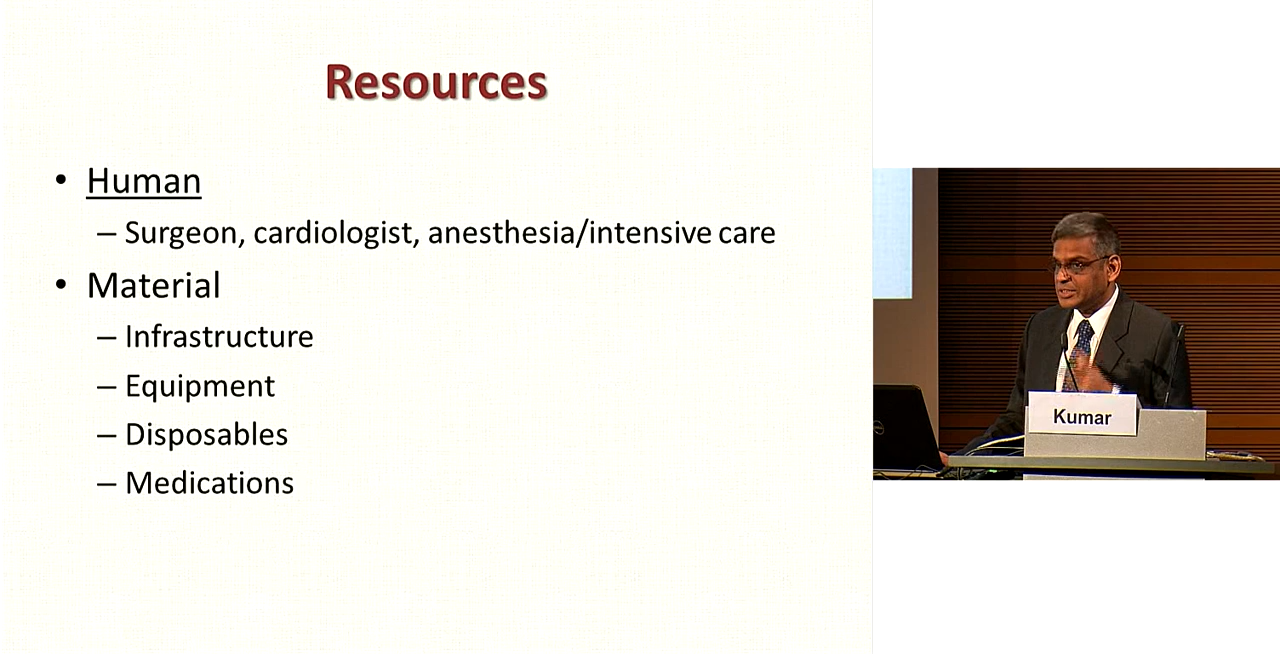 Resources
• Human
– Surgeon, cardiologist, anesthesia/intensive care
• Material
– Infrastructure
– Equipment
– Disposables
– Medications
Kumar